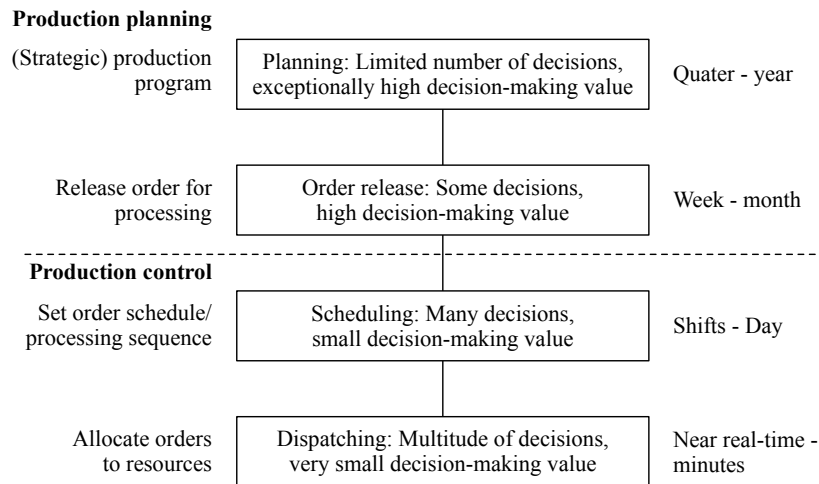 Production planning
(Strategic) production
program
Planning: Limited number of decisions,
exceptionally high decision-making value
Quater - year
Release order for
processing
Order release: Some decisions,
high decision-making value
Week - month
Production control
Set order schedule/
processing sequence
Scheduling: Many decisions,
small decision-making value
Shifts - Day
Allocate orders
to resources
Dispatching: Multitude of decisions,
very small decision-making value
Near real-time -
minutes